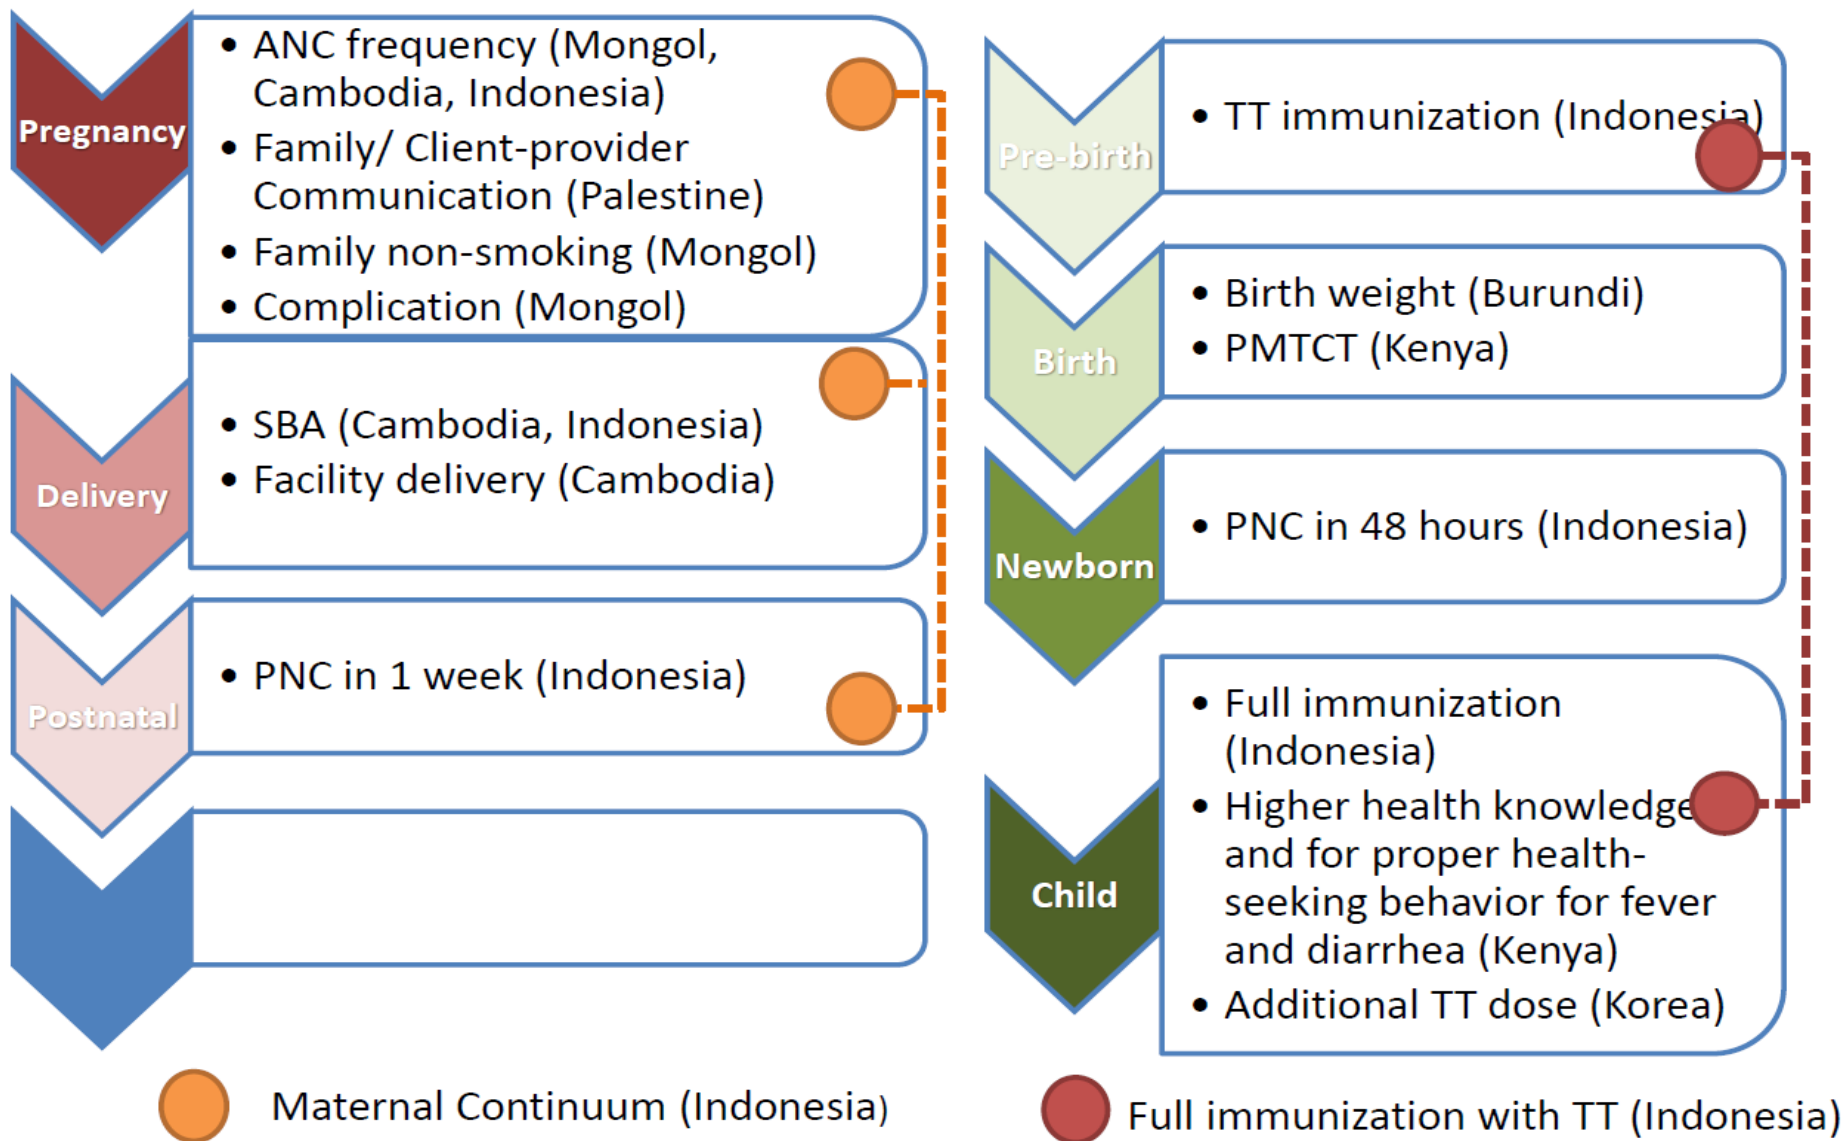 Pregnancy
• ANC frequency (Mongol,
Cambodia, Indonesia)
• Family/ Client-provider
Communication (Palestine)
• Family non-smoking (Mongol)
• Complication (Mongol)
Delivery
• SBA (Cambodia, Indonesia)
• Facility delivery (Cambodia)
Postnatal
• PNC in 1 week (Indonesia)
Maternal Continuum (Indonesia)
Pre-birth
• TT immunization (Indonesia)
Birth
• Birth weight (Burundi)
• PMTCT (Kenya)
Newborn
• PNC in 48 hours (Indonesia)
Child
• Full immunization
(Indonesia)
• Higher health knowledge
and for proper health-
seeking behavior for fever
and diarrhea (Kenya)
• Additional TT dose (Korea)
Full immunization with TT (Indonesia)